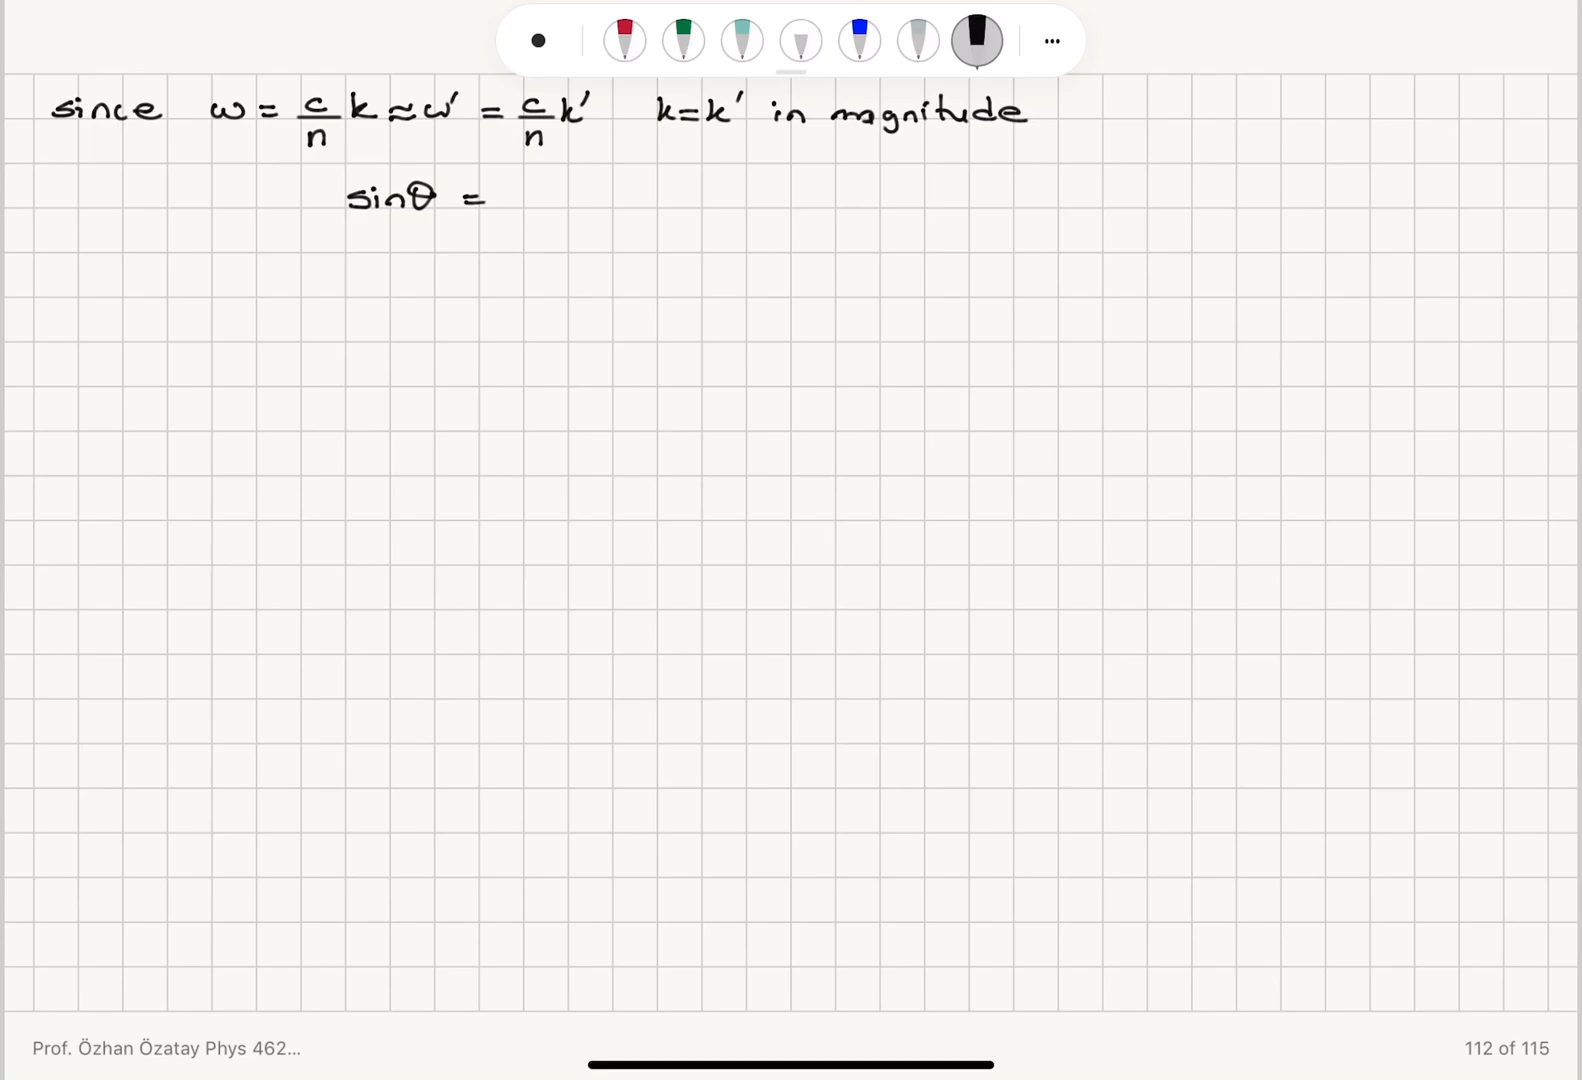 since ω = c/n k ≈ ω' = c/n k' k=k' in magnitude
sinθ =
Prof. Özhan Özatay Phys 462...
112 of 115